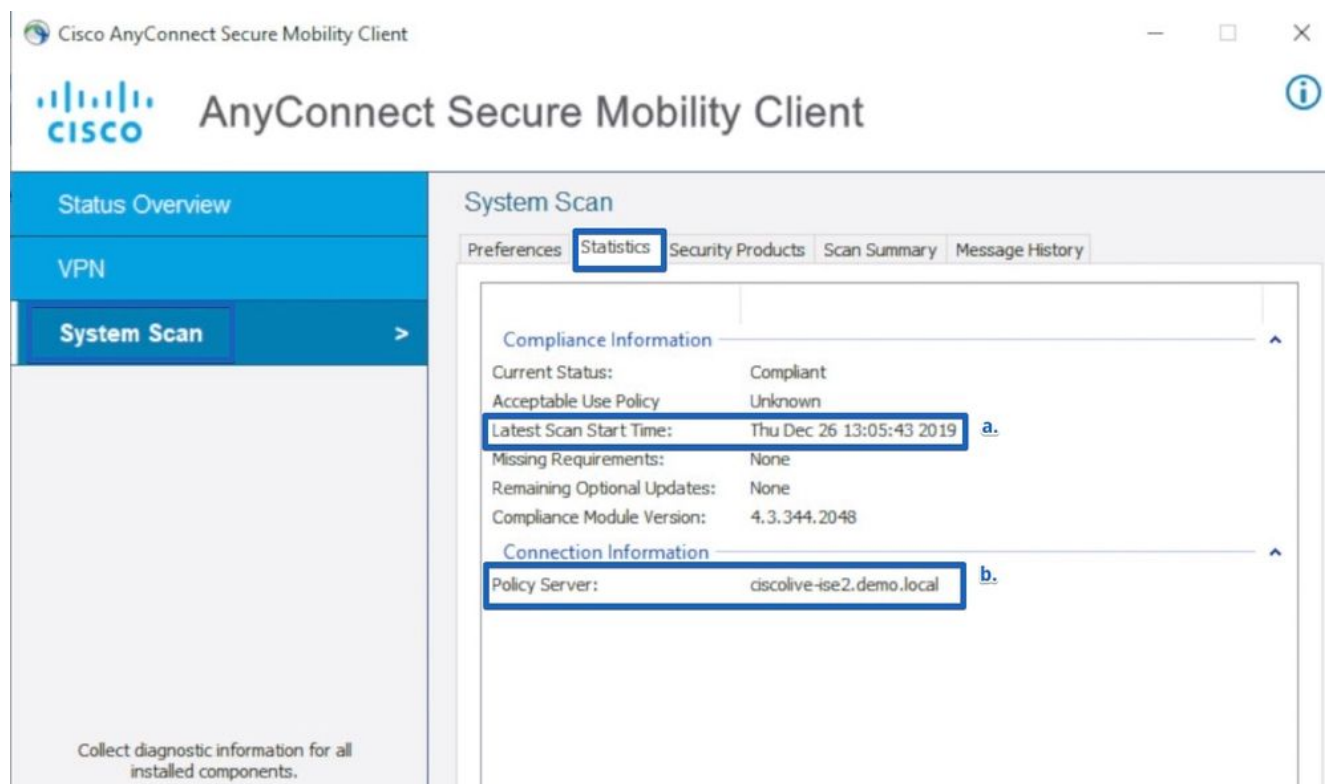 Cisco AnyConnect Secure Mobility Client
CISCO
AnyConnect Secure Mobility Client
Status Overview
VPN
System Scan >
System Scan
Preferences Statistics Security Products Scan Summary Message History
Compliance Information
Current Status: Compliant
Acceptable Use Policy Unknown
Latest Scan Start Time: Thu Dec 26 13:05:43 2019 a.
Missing Requirements: None
Remaining Optional Updates: None
Compliance Module Version: 4.3.344.2048
Connection Information
Policy Server: ciscolive-ise2.demo.local b.
Collect diagnostic information for all
installed components.